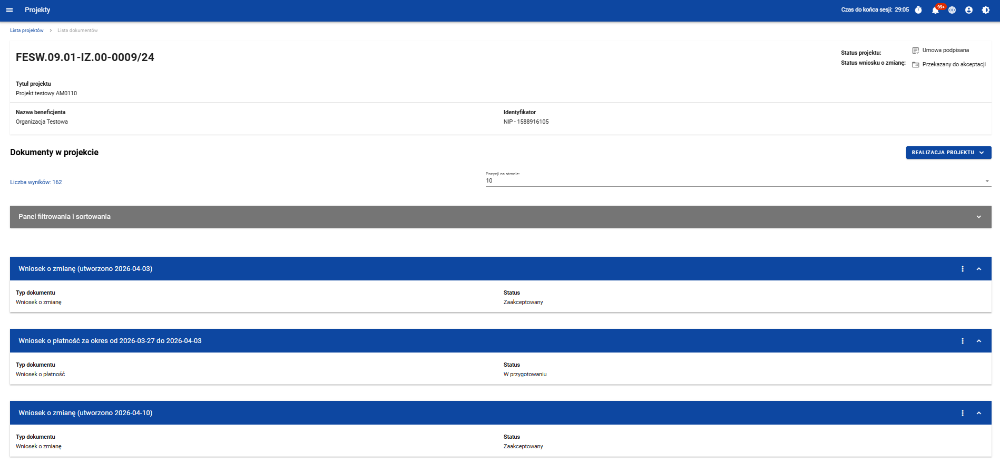 Projekty
Czas do końca sesji: 29:05
99+
Lista projektów > Lista dokumentów
FESW.09.01-IZ.00-0009/24
Status projektu: Umowa podpisana
Status wniosku o zmianę: Przekazany do akceptacji
Tytuł projektu
Projekt testowy AM0110
Nazwa beneficjenta
Organizacja Testowa
Identyfikator
NIP - 1588916105
Dokumenty w projekcie
REALIZACJA PROJEKTU
Liczba wyników: 162
Pozycji na stronie:
10
Panel filtrowania i sortowania
Wniosek o zmianę (utworzono 2026-04-03)
Typ dokumentu
Wniosek o zmianę
Status
Zaakceptowany
Wniosek o płatność za okres od 2026-03-27 do 2026-04-03
Typ dokumentu
Wniosek o płatność
Status
W przygotowaniu
Wniosek o zmianę (utworzono 2026-04-10)
Typ dokumentu
Wniosek o zmianę
Status
Zaakceptowany